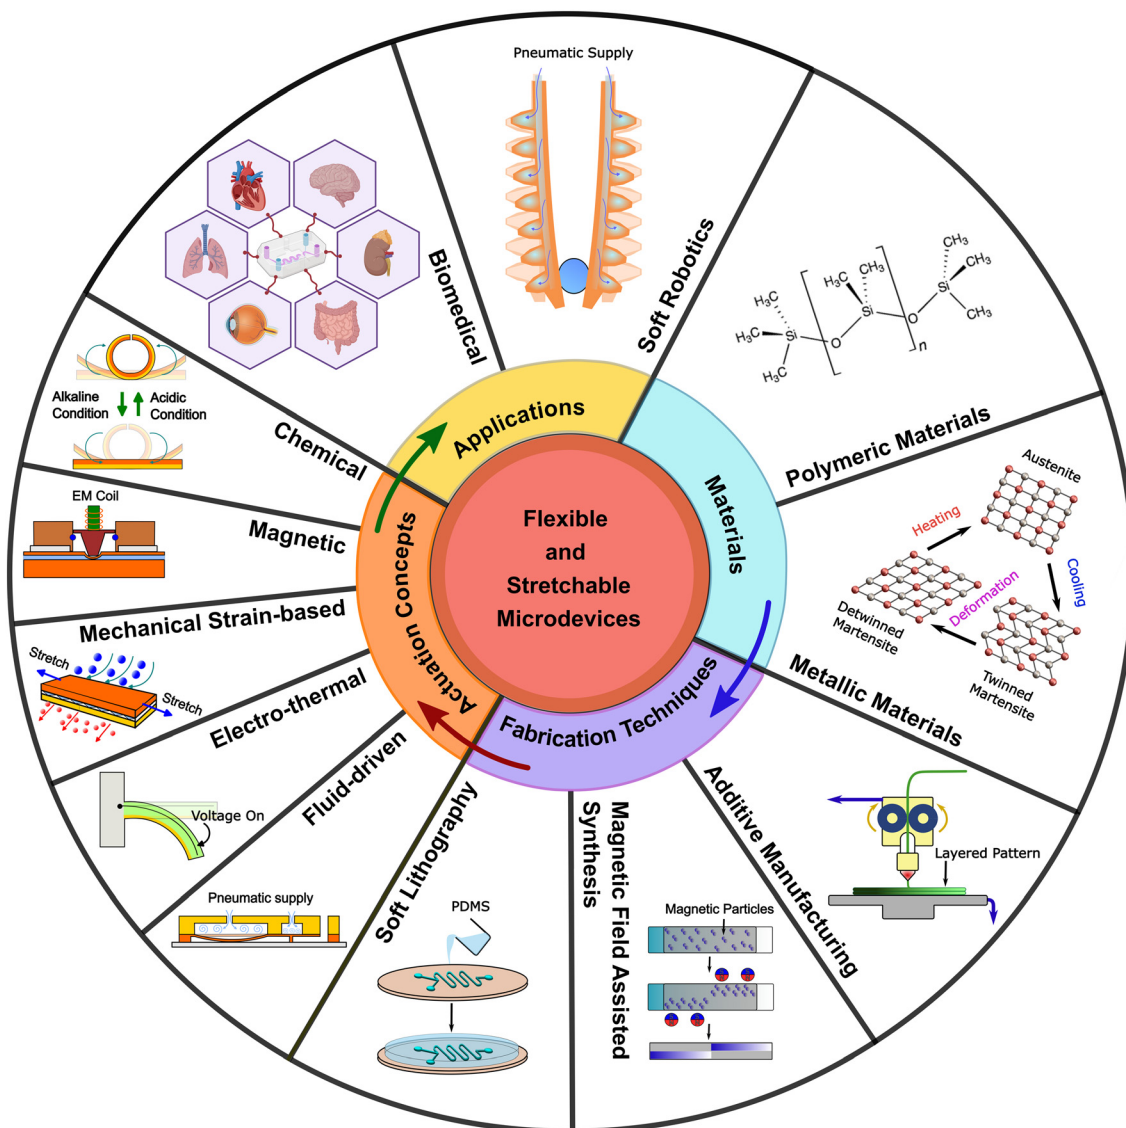 Flexible
and
Stretchable
Microdevices
Applications
Materials
Fabrication Techniques
Actuation Concepts
Pneumatic Supply
Soft Robotics
CH₃
H₃C
CH₃
CH₃
CH₃
H₃C
H₃C
CH₃
Si
Si
Si
O
O
n
Polymeric Materials
Austenite
Heating
Cooling
Deformation
Detwinned
Martensite
Twinned
Martensite
Metallic Materials
Layered Pattern
Additive Manufacturing
Magnetic Field Assisted
Synthesis
Magnetic Particles
Soft Lithography
PDMS
Fluid-driven
Pneumatic supply
Electro-thermal
Voltage On
Mechanical Strain-based
Stretch
Stretch
Magnetic
EM Coil
Chemical
Alkaline
Condition
Acidic
Condition
Biomedical